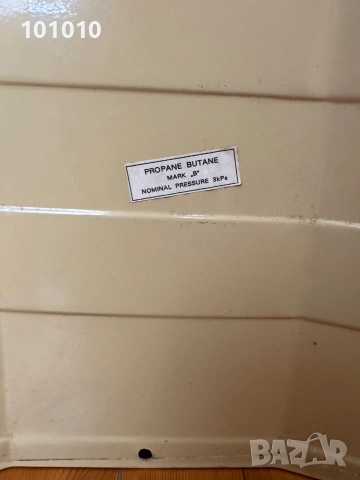 101010
PROPANE BUTANE
MARK „B"
NOMINAL PRESSURE 3kPa
BAZAR